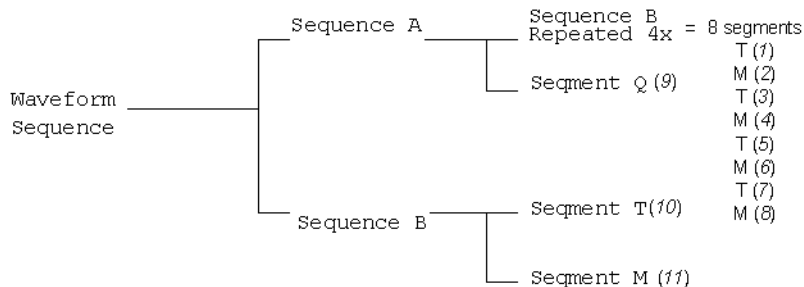 Waveform
Sequence
Sequence A
Sequence B
Repeated 4x = 8 segments
T (1)
M (2)
T (3)
M (4)
T (5)
M (6)
T (7)
M (8)
Seqment Q (9)
Sequence B
Seqment T(10)
Seqment M (11)